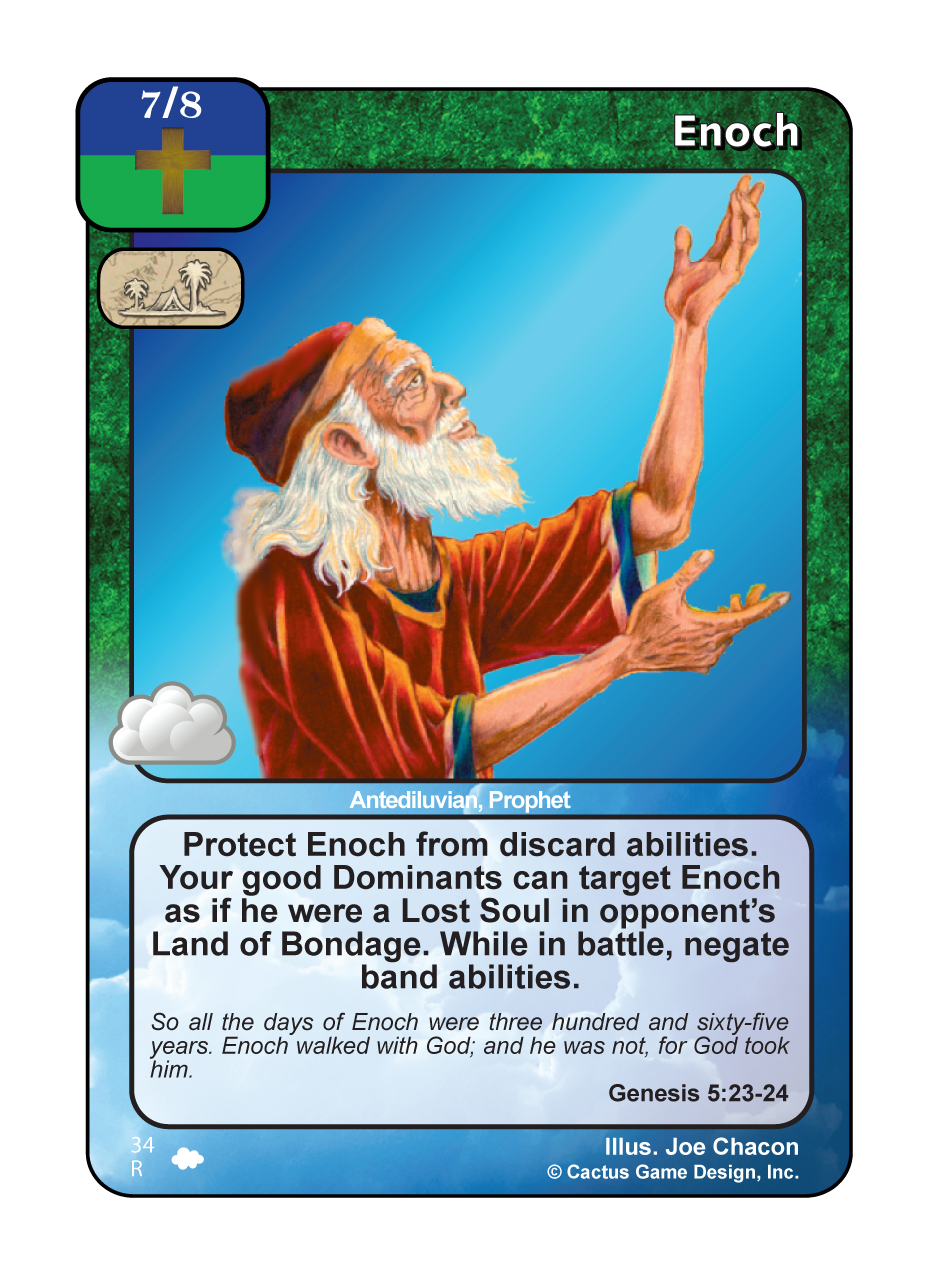 7/8
Enoch
Antediluvian, Prophet
Protect Enoch from discard abilities.
Your good Dominants can target Enoch
as if he were a Lost Soul in opponent’s
Land of Bondage. While in battle, negate
band abilities.
So all the days of Enoch were three hundred and sixty-five
years. Enoch walked with God; and he was not, for God took
him.
Genesis 5:23-24
34
R
Illus. Joe Chacon
© Cactus Game Design, Inc.